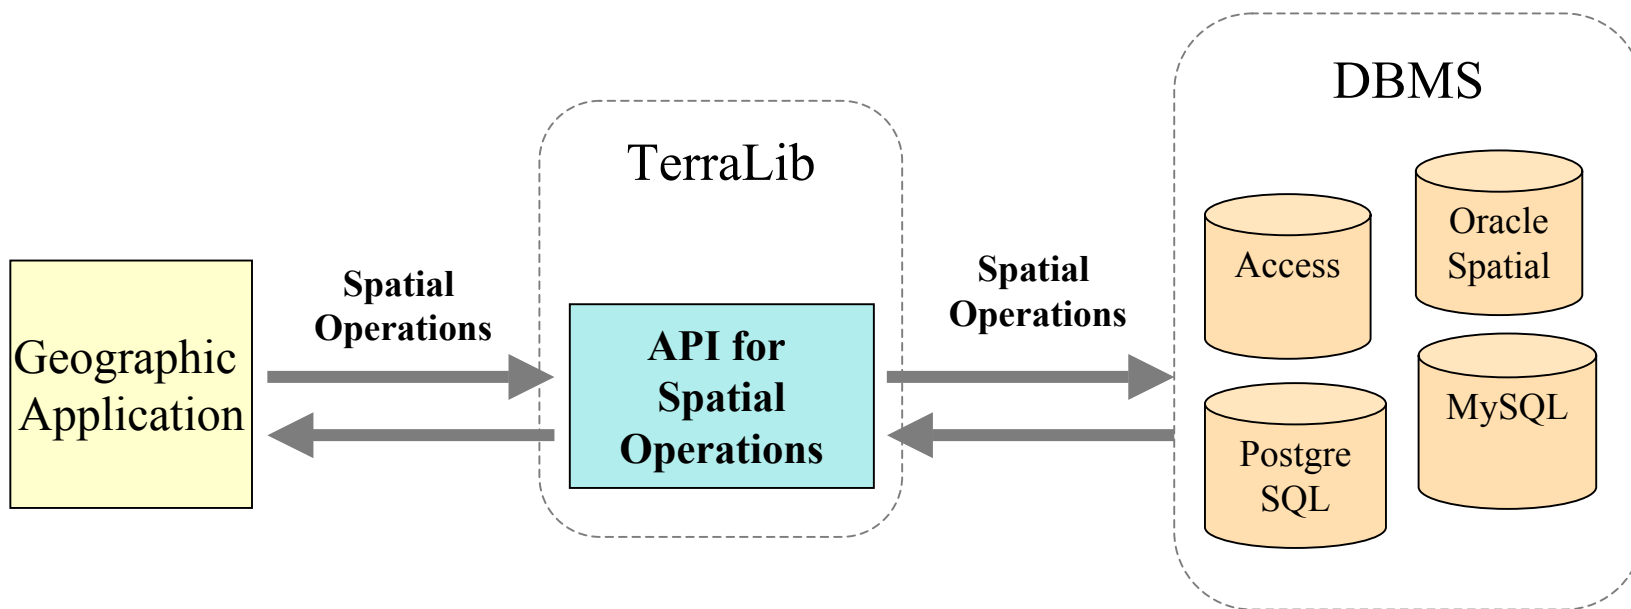 Geographic
Application
Spatial
Operations
TerraLib
API for
Spatial
Operations
Spatial
Operations
DBMS
Access
Oracle
Spatial
Postgre
SQL
MySQL